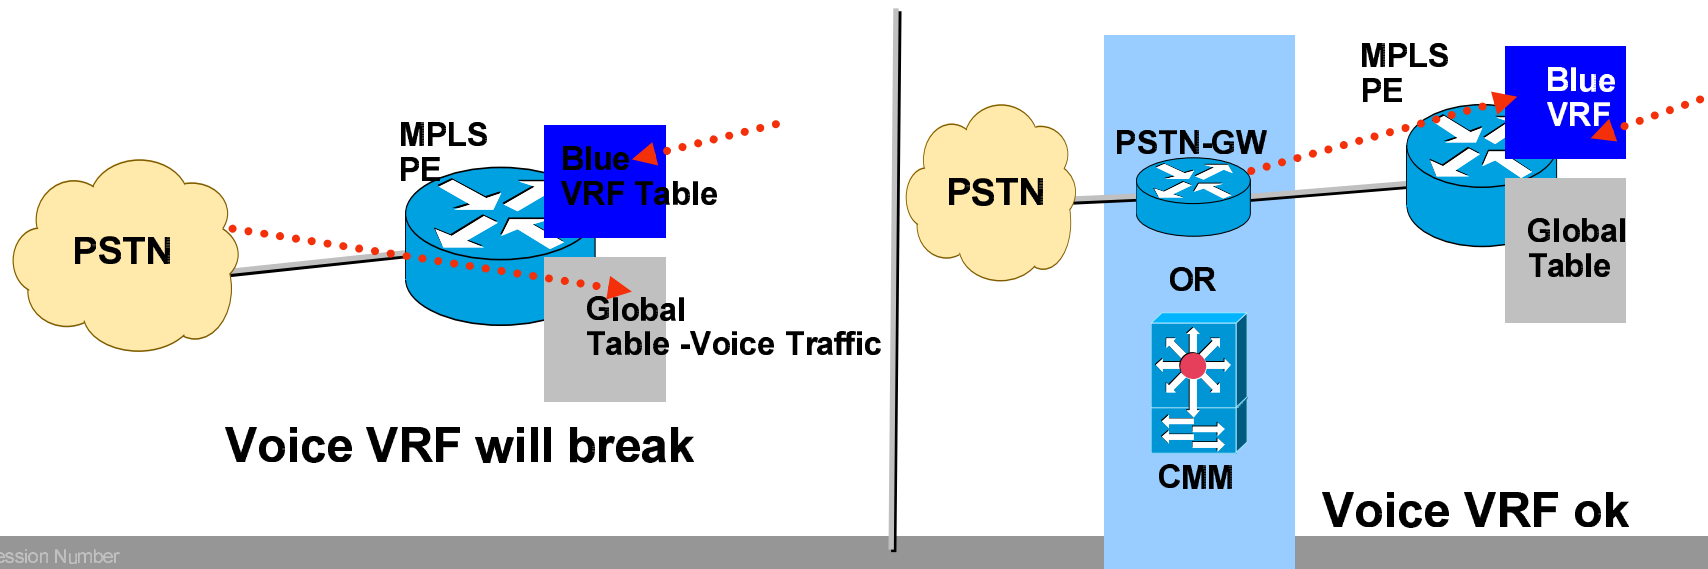 MPLS
PE
Blue
VRF Table
PSTN
Global
Table -Voice Traffic
Voice VRF will break
ession Number
MPLS
PE
Blue
VRF
PSTN-GW
PSTN
Global
Table
OR
CMM
Voice VRF ok